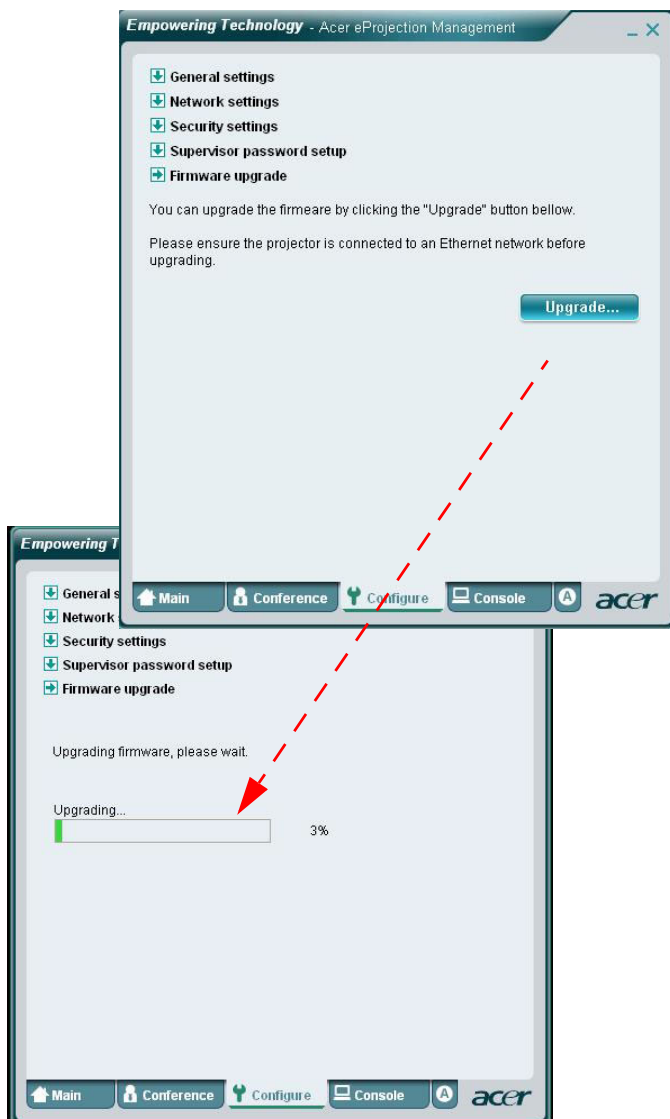 Empowering Technology - Acer eProjection Management
General settings
Network settings
Security settings
Supervisor password setup
Firmware upgrade
You can upgrade the firmeare by clicking the "Upgrade" button bellow.
Please ensure the projector is connected to an Ethernet network before
upgrading.
Upgrade...
Main
Conference
Configure
Console
A
acer
Empowering T
General s
Network
Security settings
Supervisor password setup
Firmware upgrade
Upgrading firmware, please wait.
Upgrading...
3%
Main
Conference
Configure
Console
A
acer